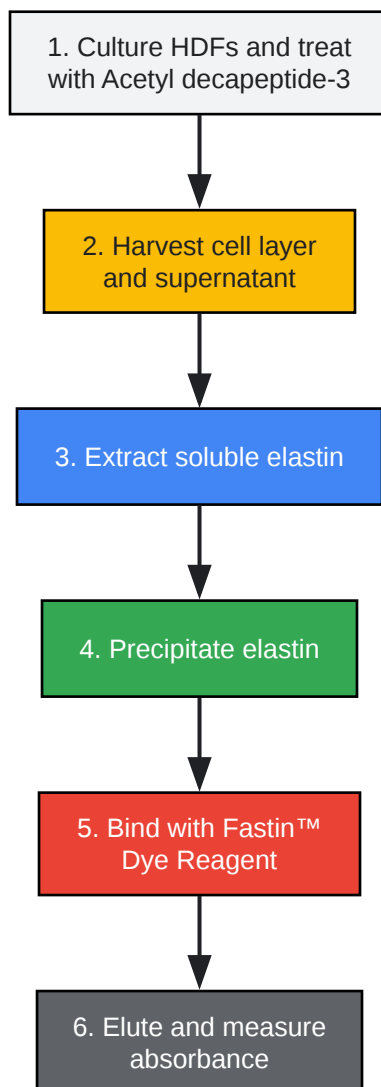 1. Culture HDFs and treat
with Acetyl decapeptide-3
2. Harvest cell layer
and supernatant
3. Extract soluble elastin
4. Precipitate elastin
5. Bind with Fastin™
Dye Reagent
6. Elute and measure
absorbance